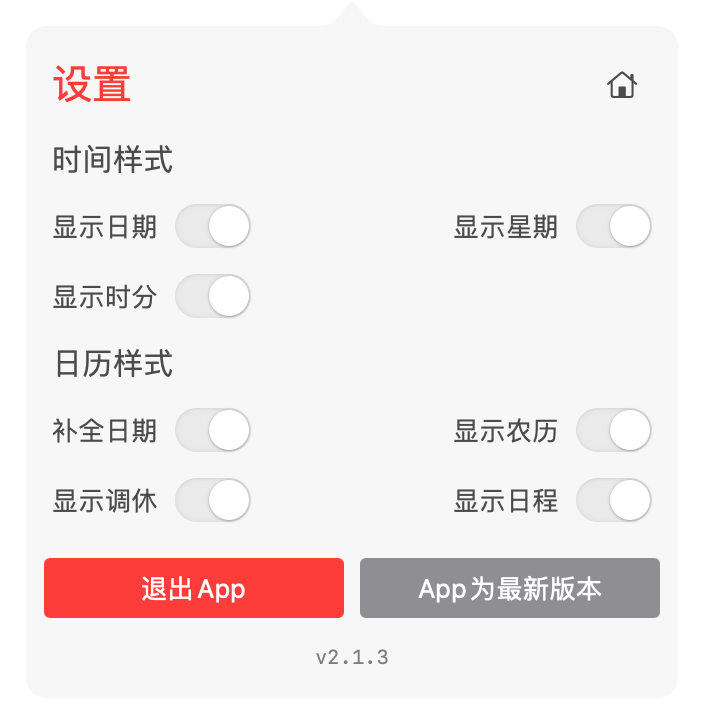 设置
时间样式
显示日期 显示星期
显示时分
日历样式
补全日期 显示农历
显示调休 显示日程
退出App App为最新版本
v2.1.3